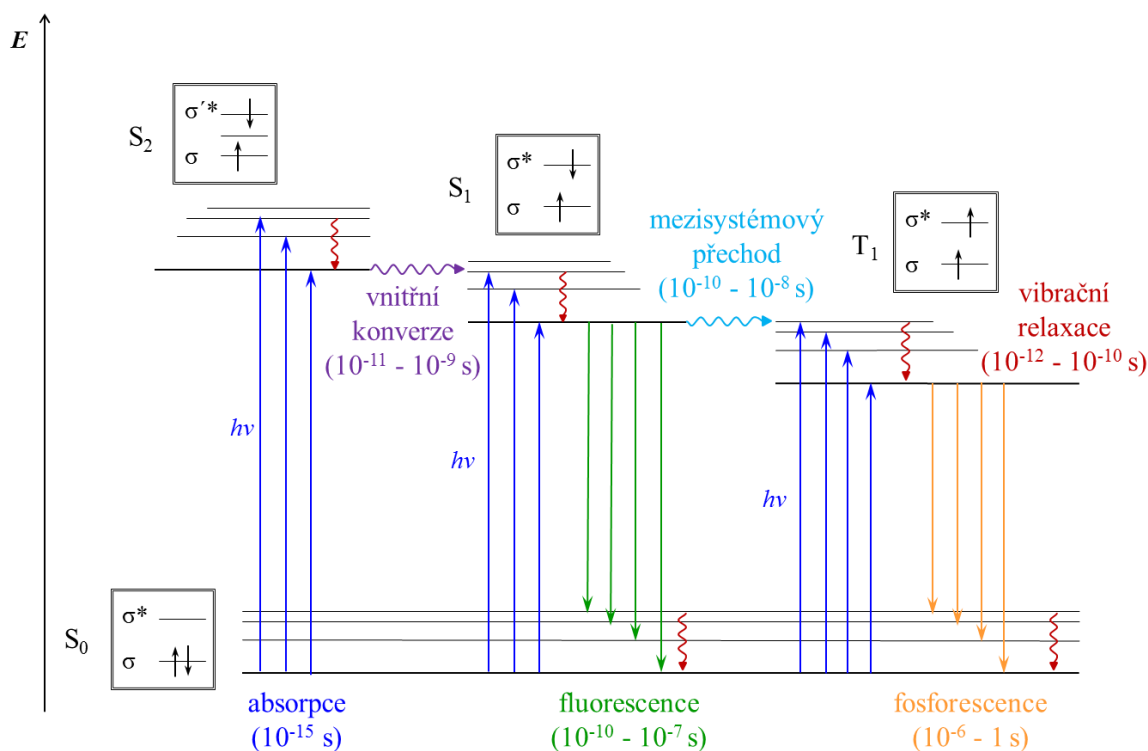 E
S₂
σ´*
σ
S₁
σ*
σ
mezisystémový
přechod
(10⁻¹⁰ - 10⁻⁸ s)
T₁
σ*
σ
vnitřní
konverze
(10⁻¹¹ - 10⁻⁹ s)
vibrační
relaxace
(10⁻¹² - 10⁻¹⁰ s)
hν
hν
hν
S₀
σ*
σ
absorpce
(10⁻¹⁵ s)
fluorescence
(10⁻¹⁰ - 10⁻⁷ s)
fosforescence
(10⁻⁶ - 1 s)